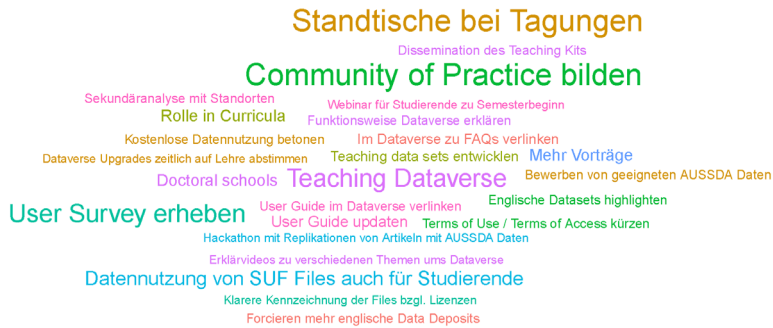 Standtische bei Tagungen
Dissemination des Teaching Kits
Community of Practice bilden
Sekundäranalyse mit Standorten
Webinar für Studierende zu Semesterbeginn
Rolle in Curricula
Funktionsweise Dataverse erklären
Kostenlose Datennutzung betonen
Im Dataverse zu FAQs verlinken
Dataverse Upgrades zeitlich auf Lehre abstimmen
Teaching data sets entwicklen
Mehr Vorträge
Doctoral schools
Teaching Dataverse
Bewerben von geeigneten AUSSDA Daten
User Survey erheben
User Guide im Dataverse verlinken
Englische Datasets highlighten
User Guide updaten
Terms of Use / Terms of Access kürzen
Hackathon mit Replikationen von Artikeln mit AUSSDA Daten
Erklärvideos zu verschiedenen Themen ums Dataverse
Datennutzung von SUF Files auch für Studierende
Klarere Kennzeichnung der Files bzgl. Lizenzen
Forcieren mehr englische Data Deposits